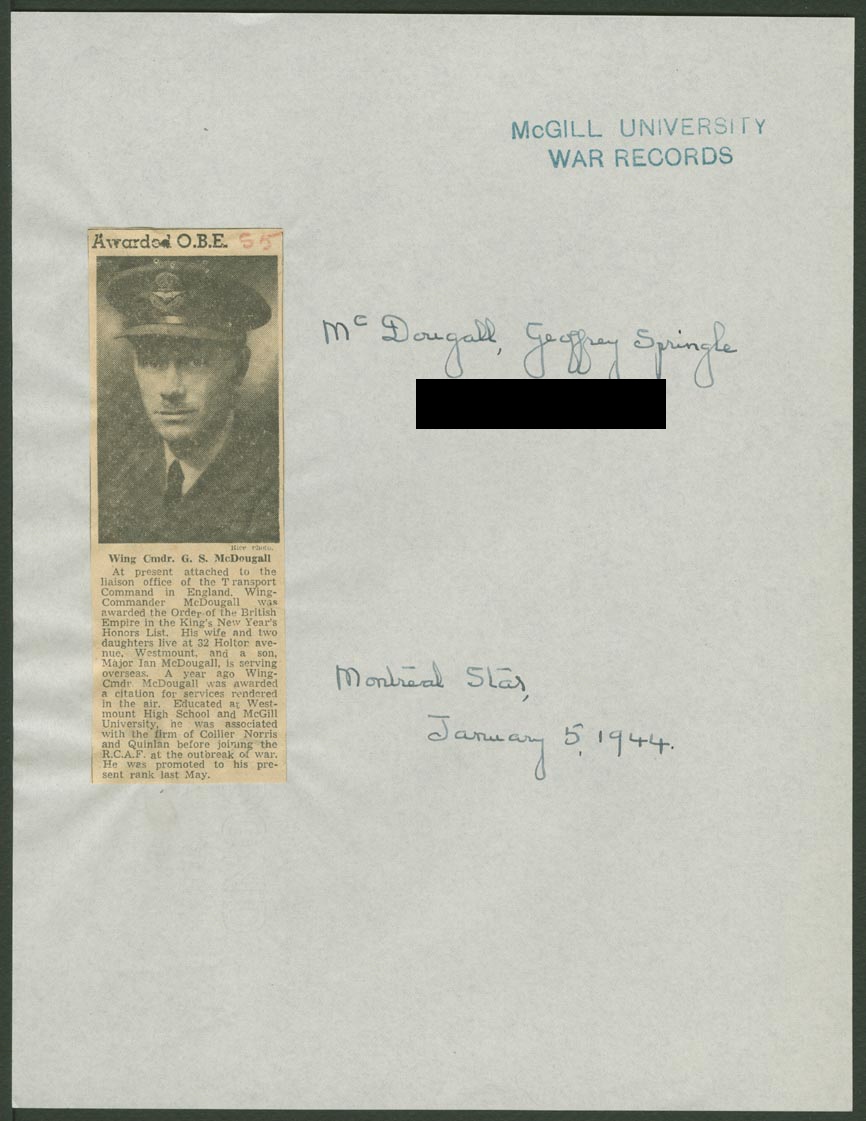 McGILL UNIVERSITY
WAR RECORDS
Awarded O.B.E. 55
McDougall, Geoffrey Springle
Wing Cmdr. G. S. McDougall
At present attached to the
liaison office of the Transport
Command in England, Wing-
Commander McDougall was
awarded the Order of the British
Empire in the King's New Year's
Honors List. His wife and two
daughters live at 32 Holton ave-
nue, Westmount, and a son,
Major Ian McDougall, is serving
overseas. A year ago Wing-
Cmdr. McDougall was awarded
a citation for services rendered
in the air. Educated at West-
mount High School and McGill
University, he was associated
with the firm of Collier Norris
and Quinlan before joining the
R.C.A.F. at the outbreak of war.
He was promoted to his pre-
sent rank last May.
Montreal Star,
January 5, 1944.